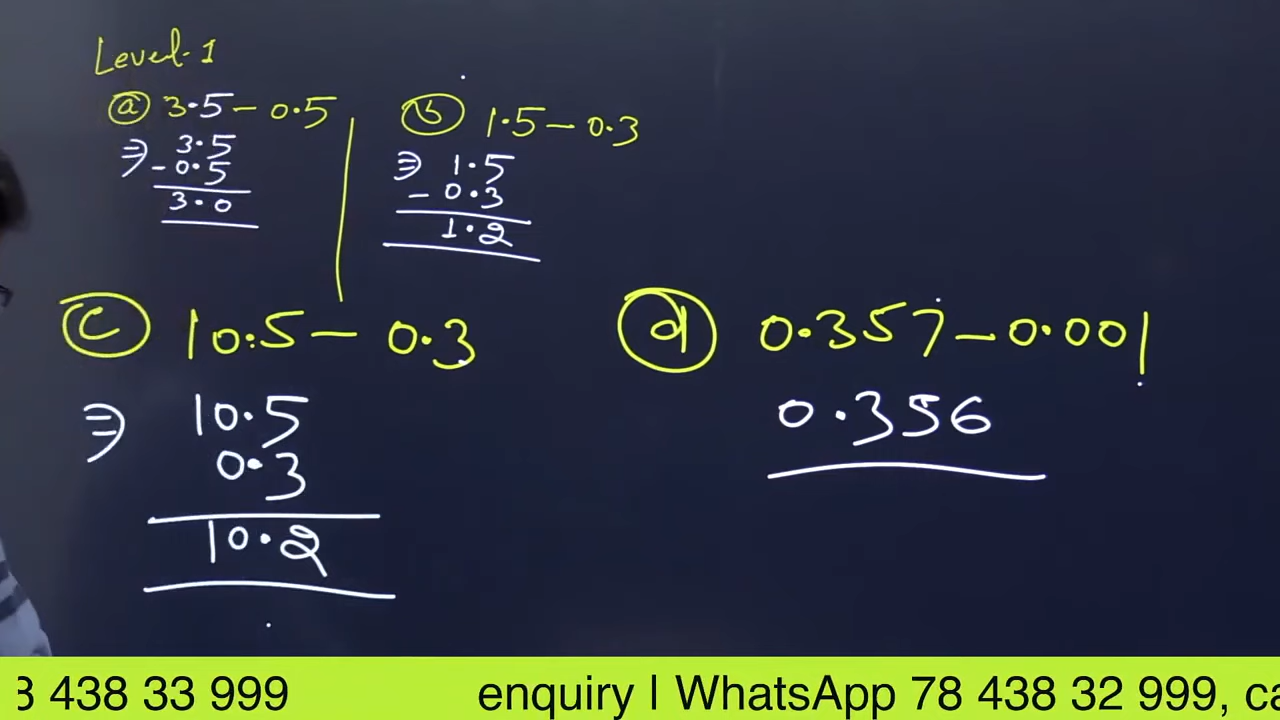 Level-1
ⓐ 3.5 - 0.5
⇒ 3.5
- 0.5
3.0
ⓑ 1.5 - 0.3
⇒ 1.5
- 0.3
1.2
ⓒ 10.5 - 0.3
⇒ 10.5
0.3
10.2
ⓓ 0.357 - 0.001
0.356
438 33 999 enquiry | WhatsApp 78 438 32 999,